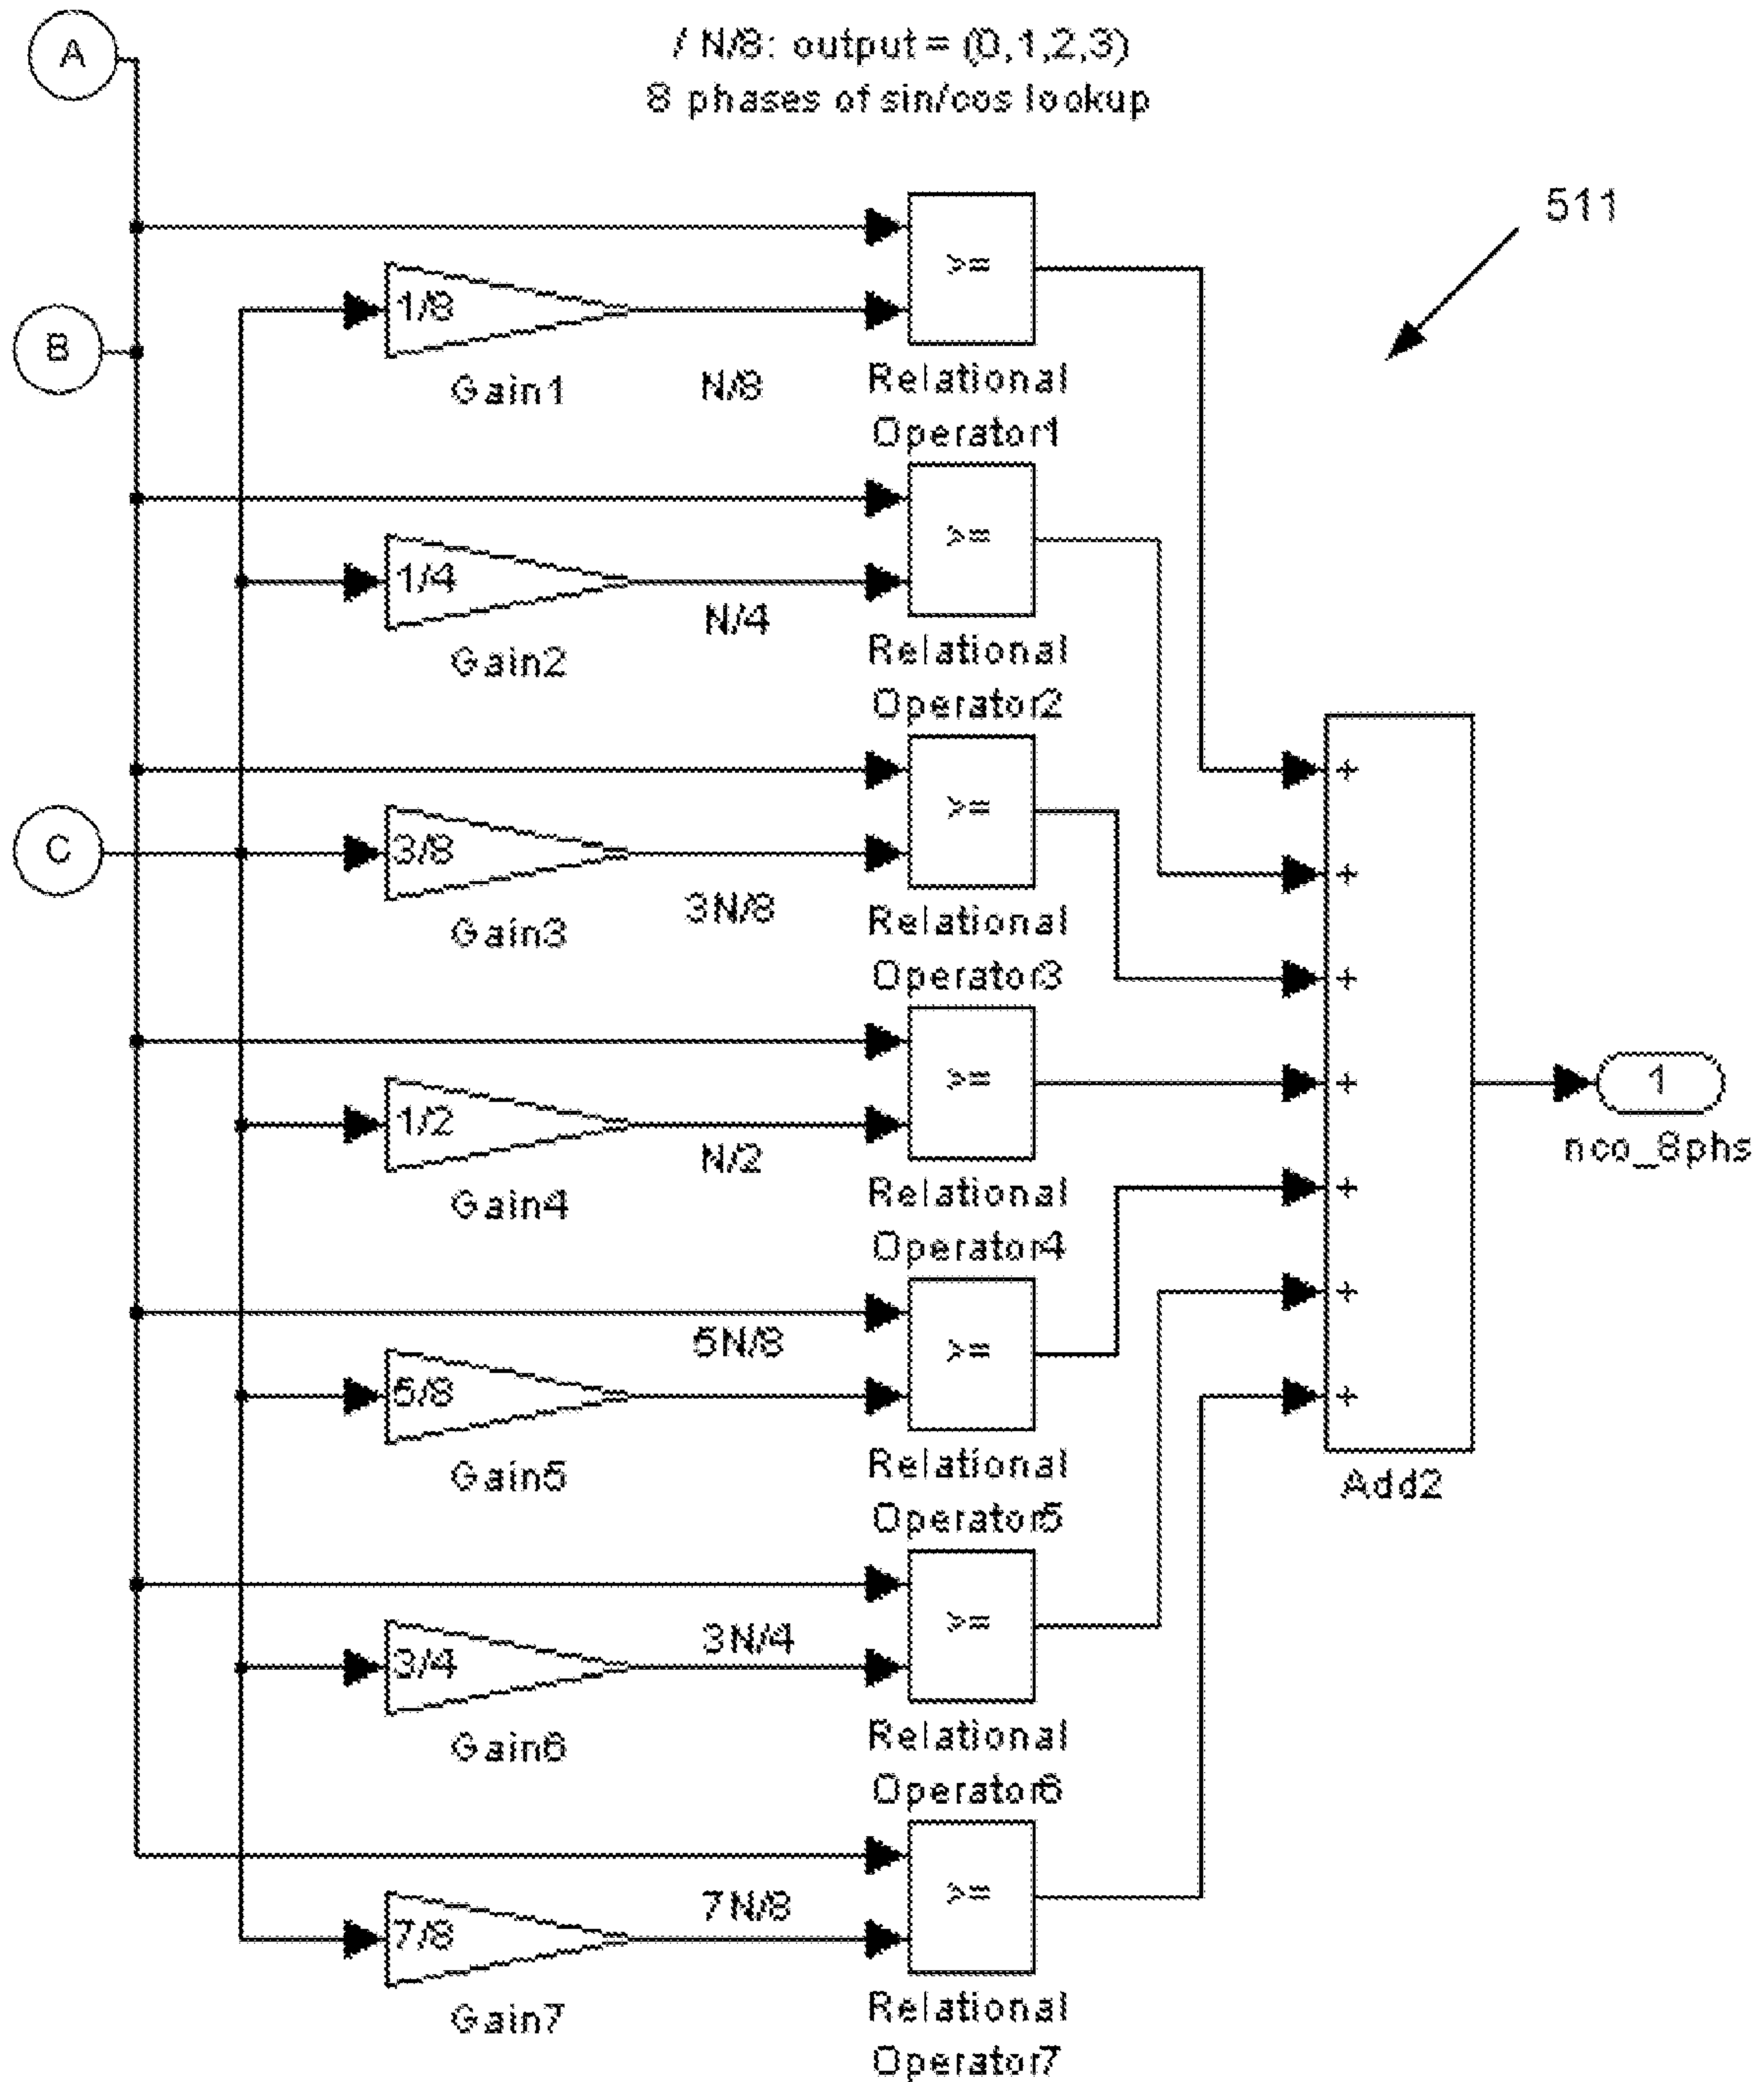 A
/ N/8: output = (0,1,2,3)
8 phases of sin/cos lookup
511
>=
1/8
B
Gain1
N/8
Relational
Operator1
>=
1/4
N/4
Gain2
Relational
Operator2
+
>=
C
3/8
+
3N/8
Gain3
Relational
Operator3
+
>=
+
1
1/2
nco_8phs
N/2
Gain4
Relational
Operator4
+
+
5N/8
>=
5/8
+
Gain5
Relational
Operator5
Add2
>=
3N/4
3/4
Gain6
Relational
Operator6
>=
7N/8
7/8
Gain7
Relational
Operator7